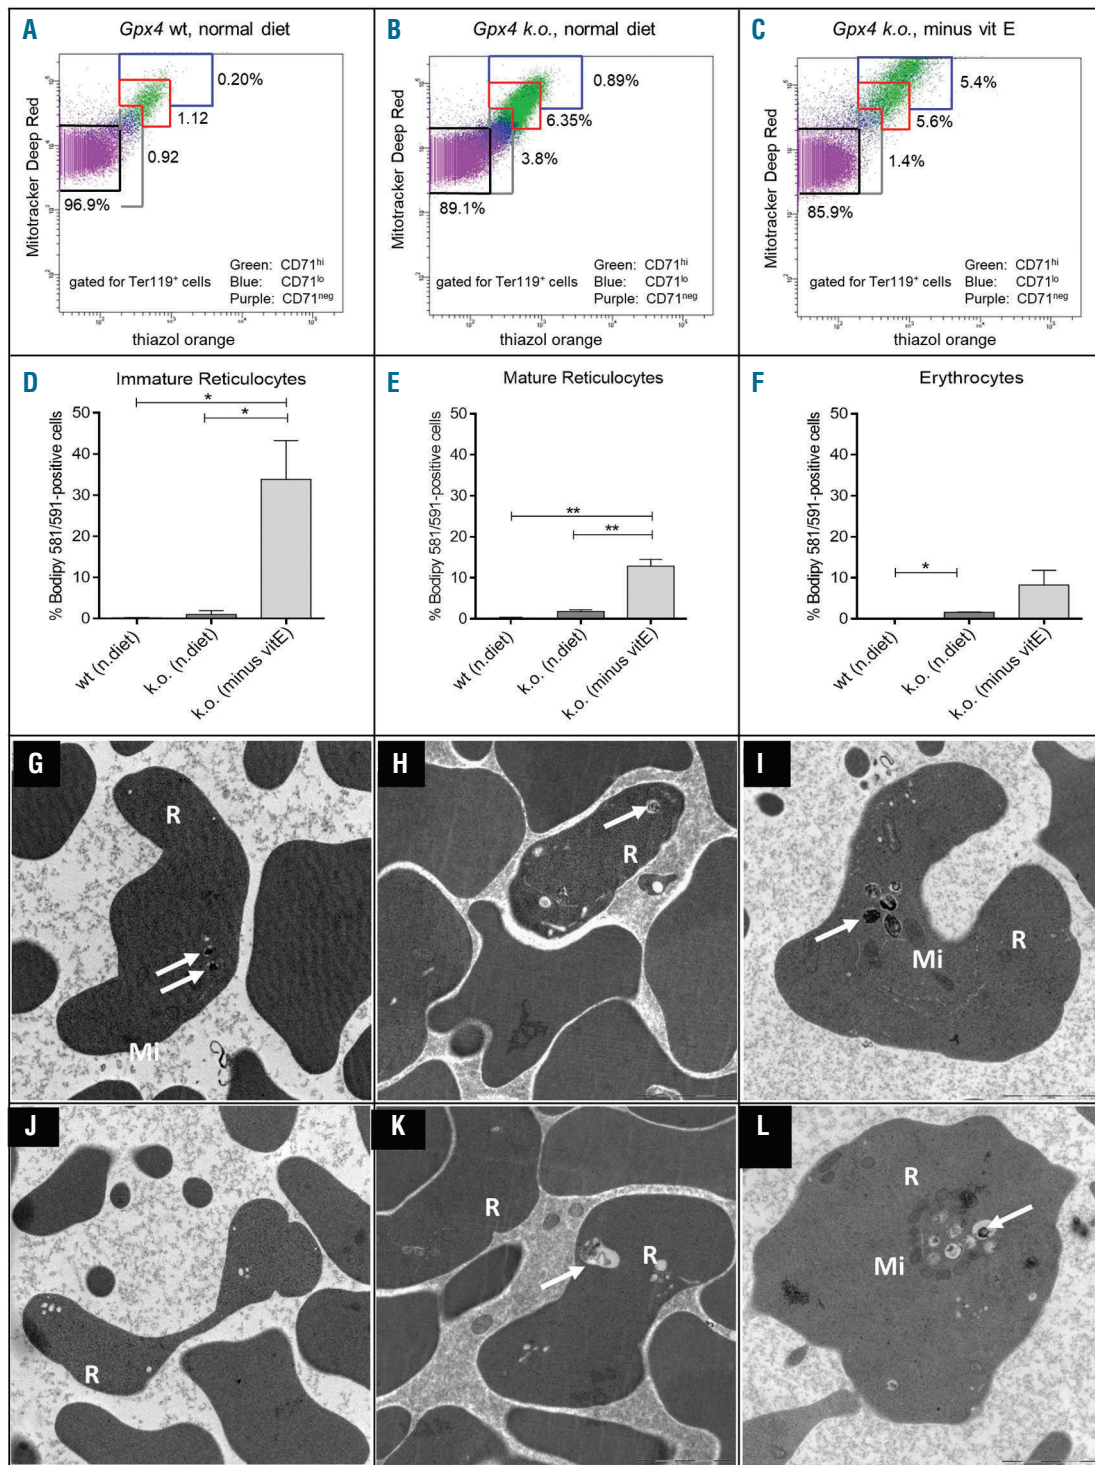 A
Gpx4 wt, normal diet
0.20%
1.12
0.92
96.9%
Mitotracker Deep Red
Green: CD71hi
gated for Ter119+ cells Blue: CD71lo
Purple: CD71neg
thiazol orange
B
Gpx4 k.o., normal diet
0.89%
6.35%
3.8%
89.1%
Mitotracker Deep Red
Green: CD71hi
gated for Ter119+ cells Blue: CD71lo
Purple: CD71neg
thiazol orange
C
Gpx4 k.o., minus vit E
5.4%
5.6%
1.4%
85.9%
Mitotracker Deep Red
Green: CD71hi
gated for Ter119+ cells Blue: CD71lo
Purple: CD71neg
thiazol orange
D
Immature Reticulocytes
% Bodipy 581/591-positive cells
50
40
30
20
10
0
*
*
wt (n.diet)
k.o. (n.diet)
k.o. (minus vitE)
E
Mature Reticulocytes
% Bodipy 581/591-positive cells
50
40
30
20
10
0
**
**
wt (n.diet)
k.o. (n.diet)
k.o. (minus vitE)
F
Erythrocytes
% Bodipy 581/591-positive cells
50
40
30
20
10
0
*
wt (n.diet)
k.o. (n.diet)
k.o. (minus vitE)
G
R
Mi
H
R
I
R
Mi
J
R
K
R
R
L
R
Mi